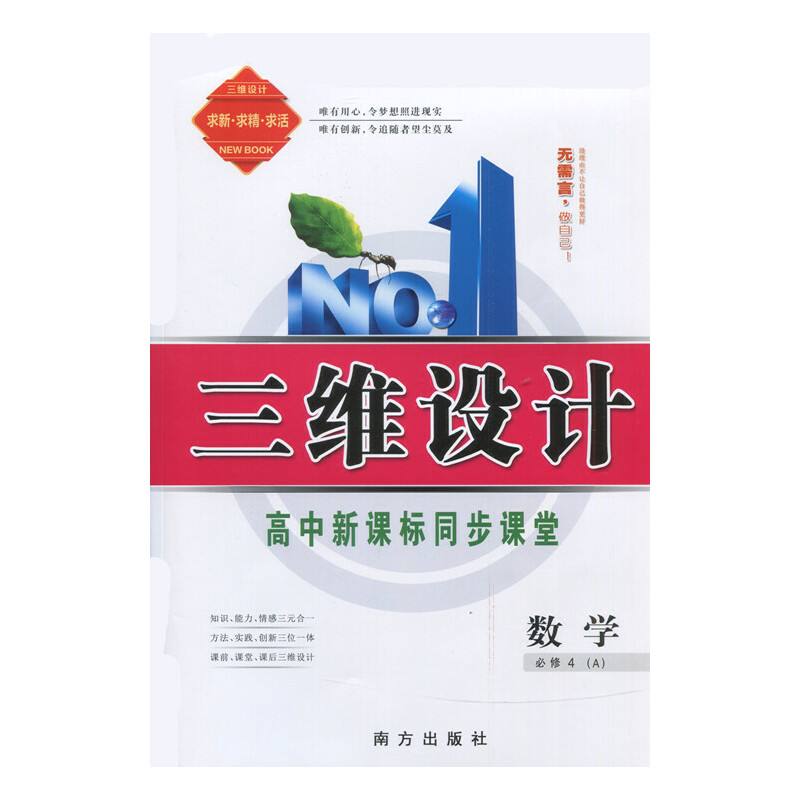 三维设计
求新·求精·求活
NEW BOOK
唯有用心,令梦想照进现实
唯有创新,令追随者望尘莫及
无需言,做自己!
NO.1
三维设计
高中新课标同步课堂
知识、能力、情感三元合一
方法、实践、创新三位一体
课前、课堂、课后三维设计
数学
必修4(A)
南方出版社